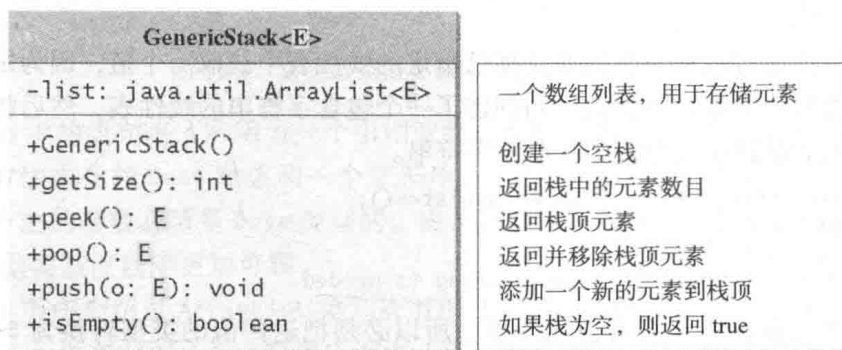 GenericStack<E>
-list: java.util.ArrayList<E>
一个数组列表，用于存储元素
+GenericStack()
创建一个空栈
+getSize(): int
返回栈中的元素数目
+peek(): E
返回栈顶元素
+pop(): E
返回并移除栈顶元素
+push(o: E): void
添加一个新的元素到栈顶
+isEmpty(): boolean
如果栈为空，则返回 true